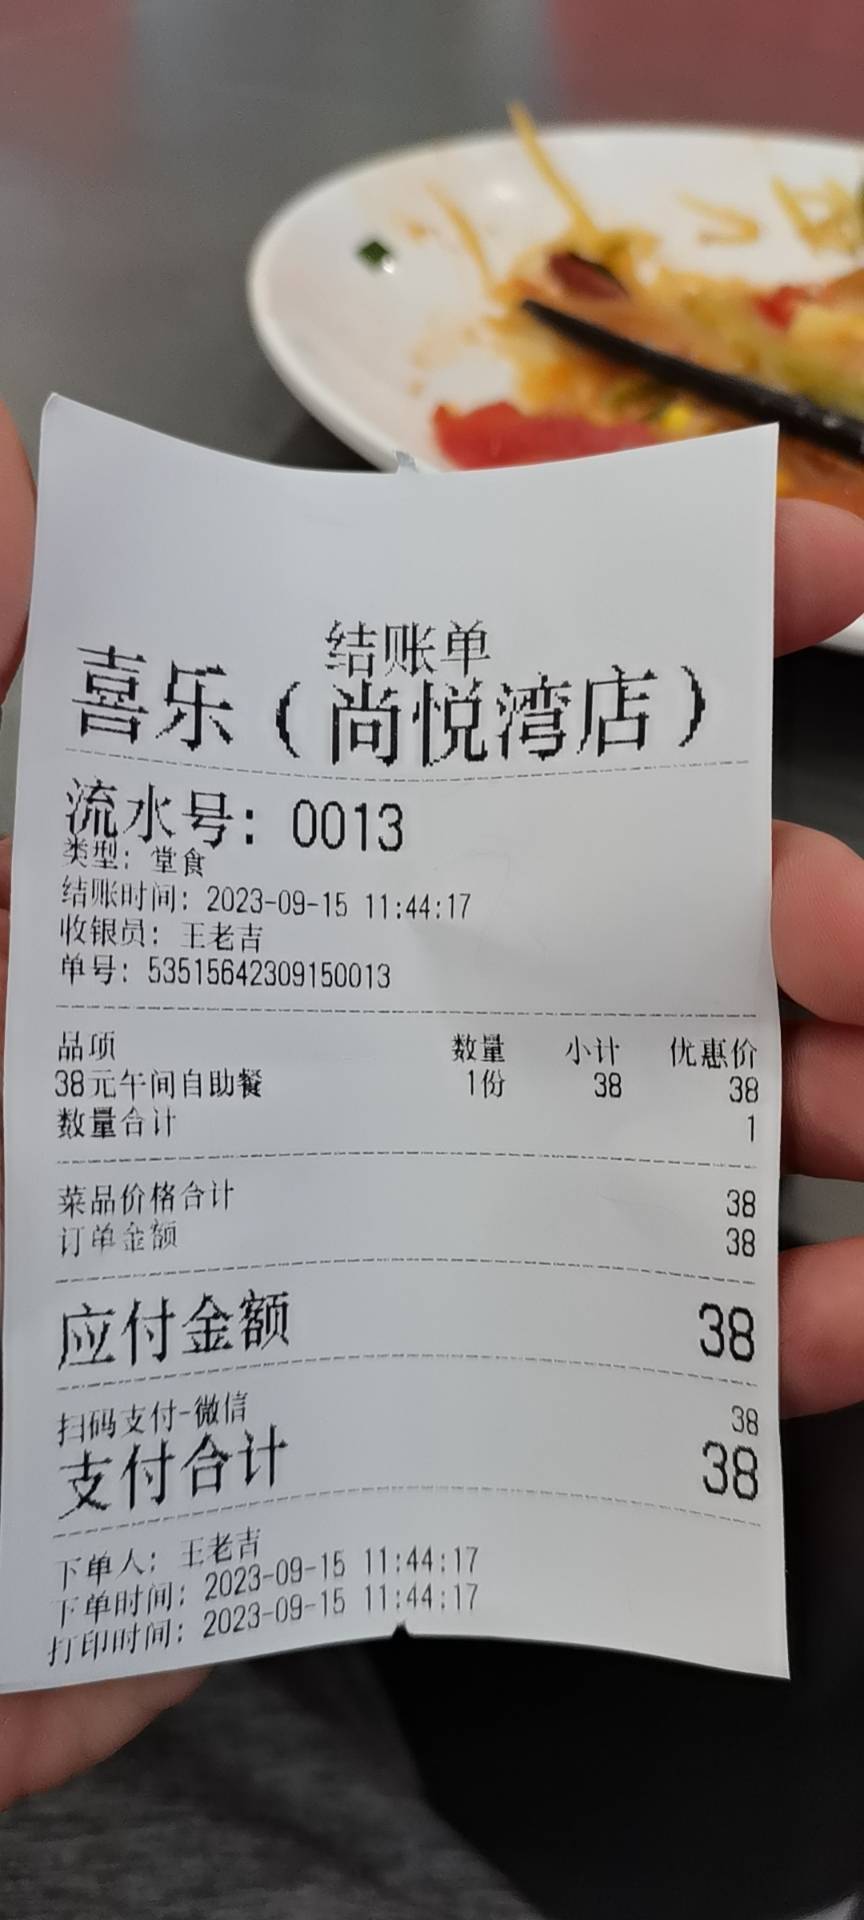 结账单
喜乐（尚悦湾店）
流水号：0013
类型：堂食
结账时间：2023-09-15 11:44:17
收银员：王老吉
单号：53515642309150013
品项 数量 小计 优惠价
38元午间自助餐 1份 38 38
数量合计 1
菜品价格合计 38
订单金额 38
应付金额 38
扫码支付-微信 38
支付合计 38
下单人：王老吉
下单时间：2023-09-15 11:44:17
打印时间：2023-09-15 11:44:17